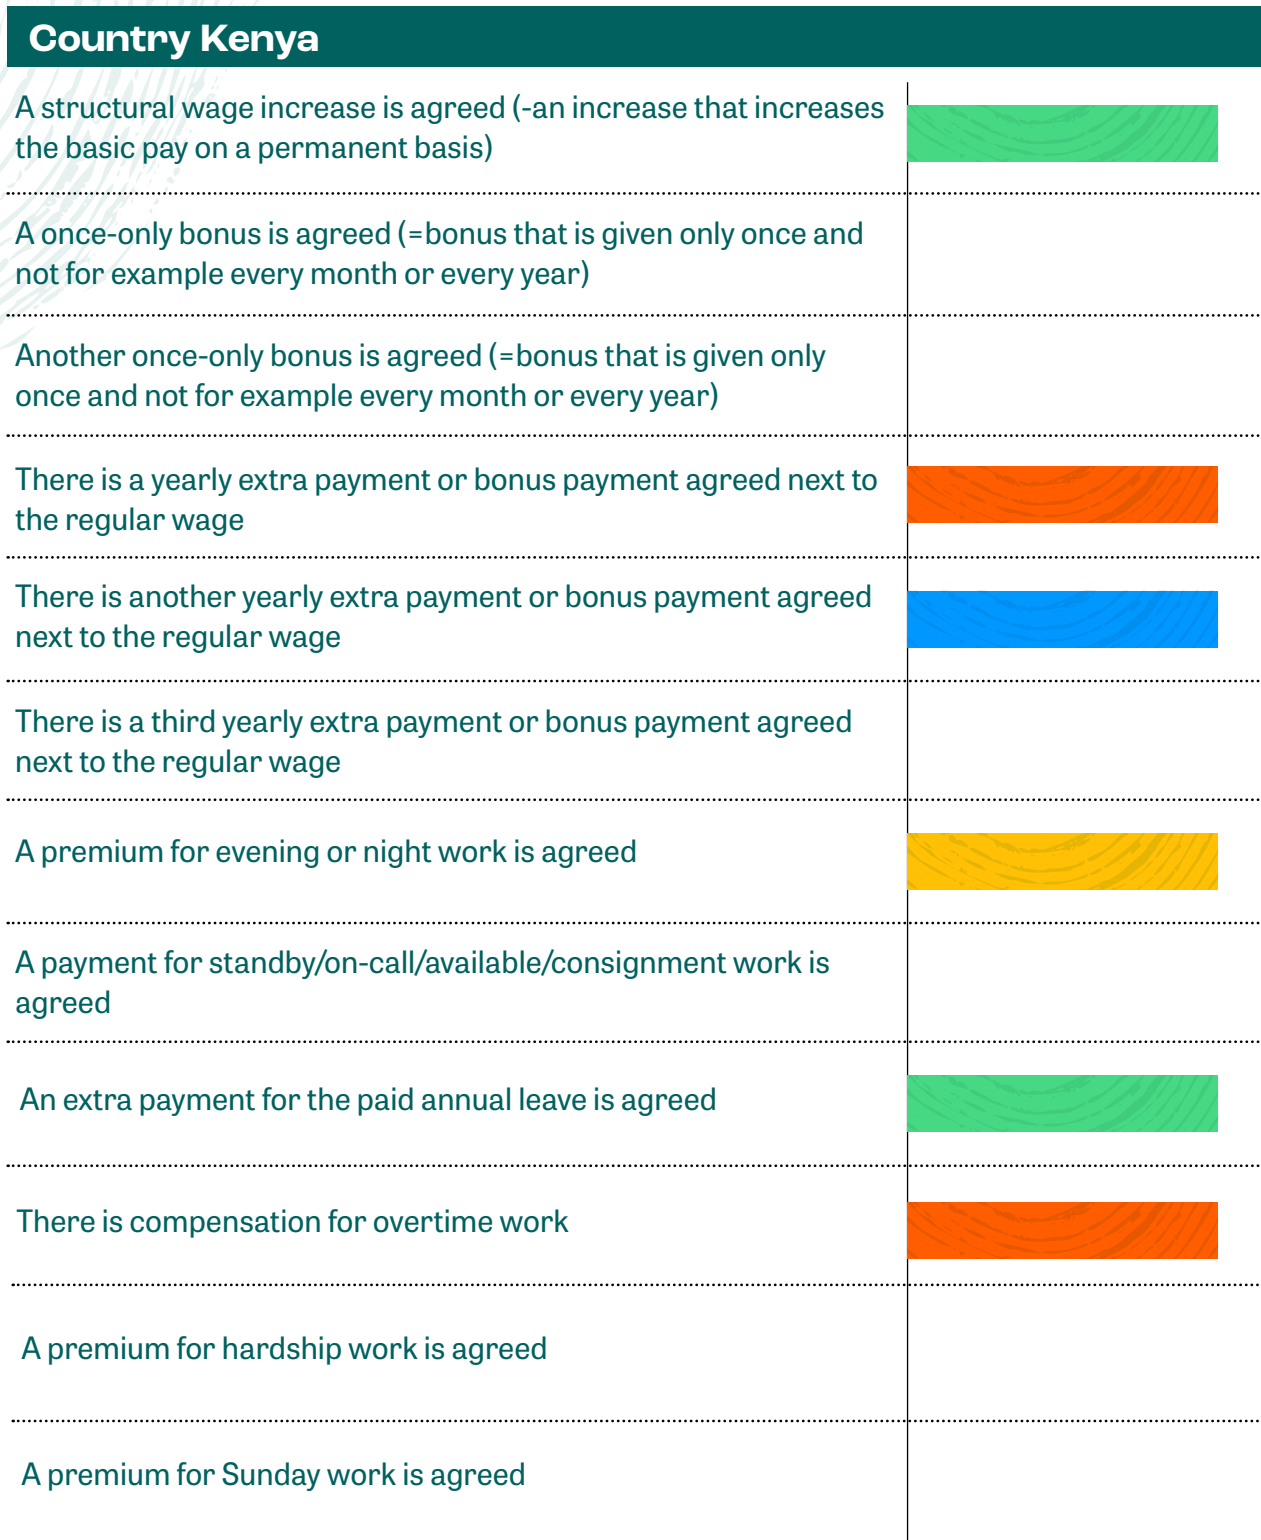 Country Kenya
A structural wage increase is agreed (-an increase that increases
the basic pay on a permanent basis)
A once-only bonus is agreed (=bonus that is given only once and
not for example every month or every year)
Another once-only bonus is agreed (=bonus that is given only
once and not for example every month or every year)
There is a yearly extra payment or bonus payment agreed next to
the regular wage
There is another yearly extra payment or bonus payment agreed
next to the regular wage
There is a third yearly extra payment or bonus payment agreed
next to the regular wage
A premium for evening or night work is agreed
A payment for standby/on-call/available/consignment work is
agreed
An extra payment for the paid annual leave is agreed
There is compensation for overtime work
A premium for hardship work is agreed
A premium for Sunday work is agreed